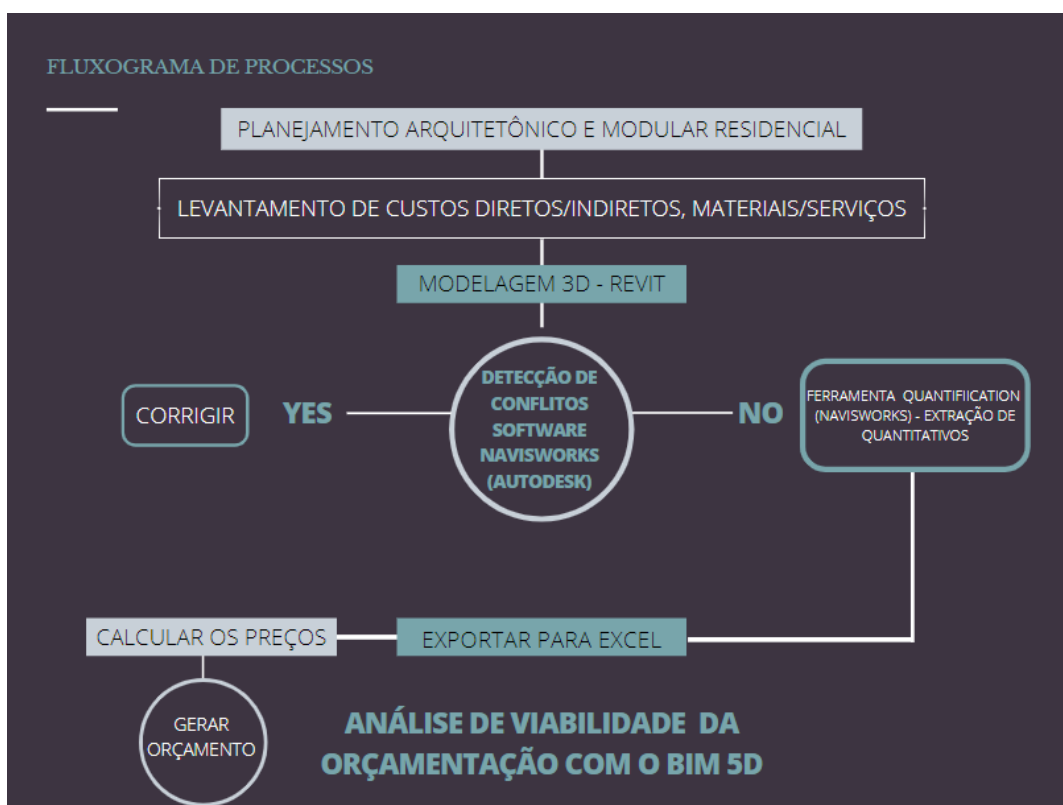 FLUXOGRAMA DE PROCESSOS
PLANEJAMENTO ARQUITETÔNICO E MODULAR RESIDENCIAL
LEVANTAMENTO DE CUSTOS DIRETOS/INDIRETOS, MATERIAIS/SERVIÇOS
MODELAGEM 3D - REVIT
DETECÇÃO DE
CONFLITOS
SOFTWARE
NAVISWORKS
(AUTODESK)
CORRIGIR
YES
NO
FERRAMENTA QUANTIFIICATION
(NAVISWORKS) - EXTRAÇÃO DE
QUANTITATIVOS
CALCULAR OS PREÇOS
EXPORTAR PARA EXCEL
GERAR
ORÇAMENTO
ANÁLISE DE VIABILIDADE DA
ORÇAMENTAÇÃO COM O BIM 5D